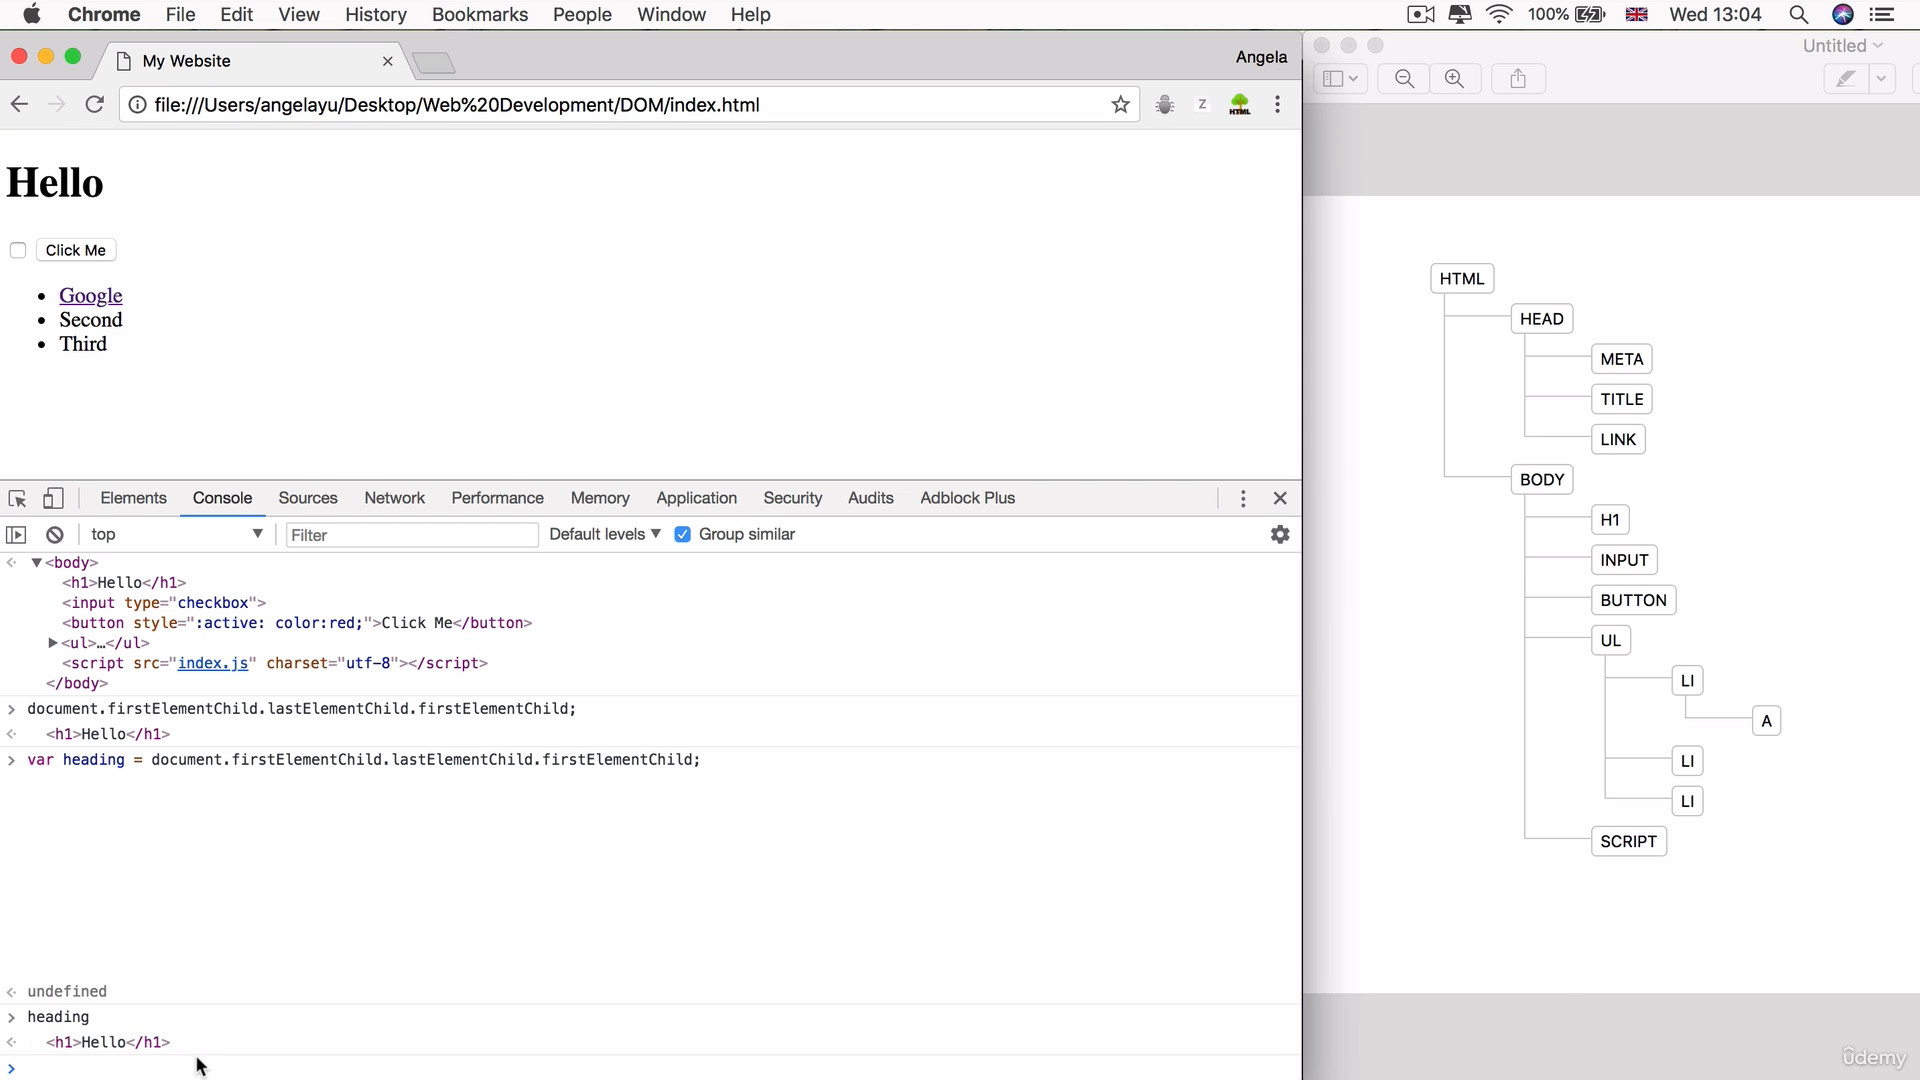 Chrome File Edit View History Bookmarks People Window Help 100% Wed 13:04
My Website Angela
file:///Users/angelayu/Desktop/Web%20Development/DOM/index.html Z HTML
Hello
Click Me
Google
Second
Third
Elements Console Sources Network Performance Memory Application Security Audits Adblock Plus
top Filter Default levels Group similar
<body>
<h1>Hello</h1>
<input type="checkbox">
<button style=":active: color:red;">Click Me</button>
<ul>…</ul>
<script src="index.js" charset="utf-8"></script>
</body>
document.firstElementChild.lastElementChild.firstElementChild;
<h1>Hello</h1>
var heading = document.firstElementChild.lastElementChild.firstElementChild;
undefined
heading
<h1>Hello</h1>
Untitled
HTML
HEAD
META
TITLE
LINK
BODY
H1
INPUT
BUTTON
UL
LI
A
LI
LI
SCRIPT
ûdemy